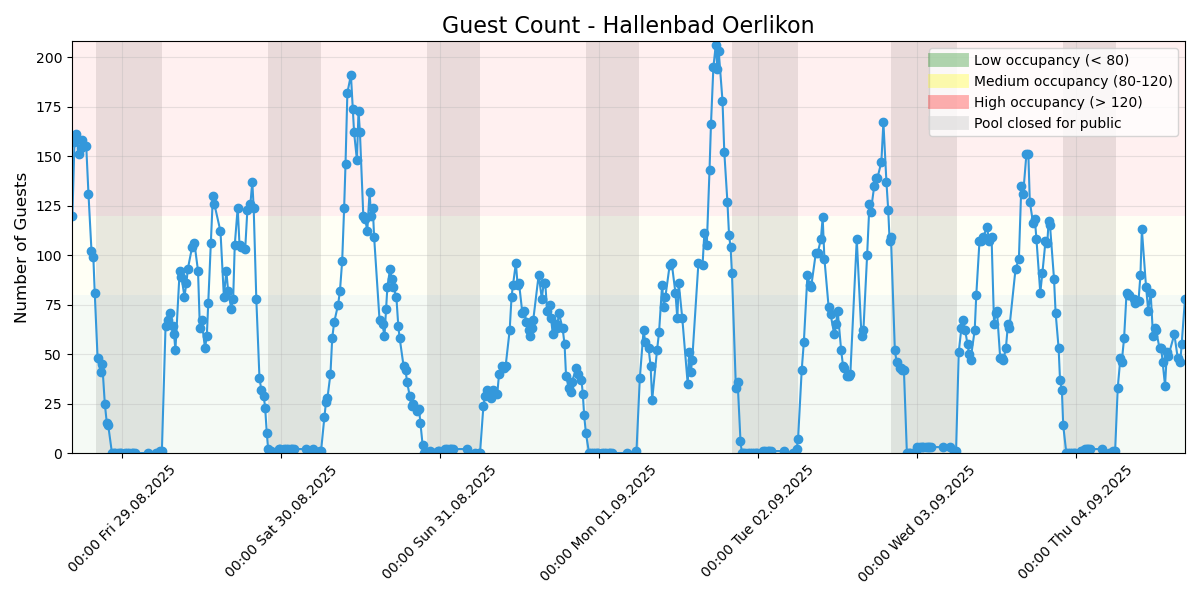 Guest Count - Hallenbad Oerlikon
Number of Guests
200
175
150
125
100
75
50
25
0
Low occupancy (< 80)
Medium occupancy (80-120)
High occupancy (> 120)
Pool closed for public
00:00 Fri 29.08.2025
00:00 Sat 30.08.2025
00:00 Sun 31.08.2025
00:00 Mon 01.09.2025
00:00 Tue 02.09.2025
00:00 Wed 03.09.2025
00:00 Thu 04.09.2025